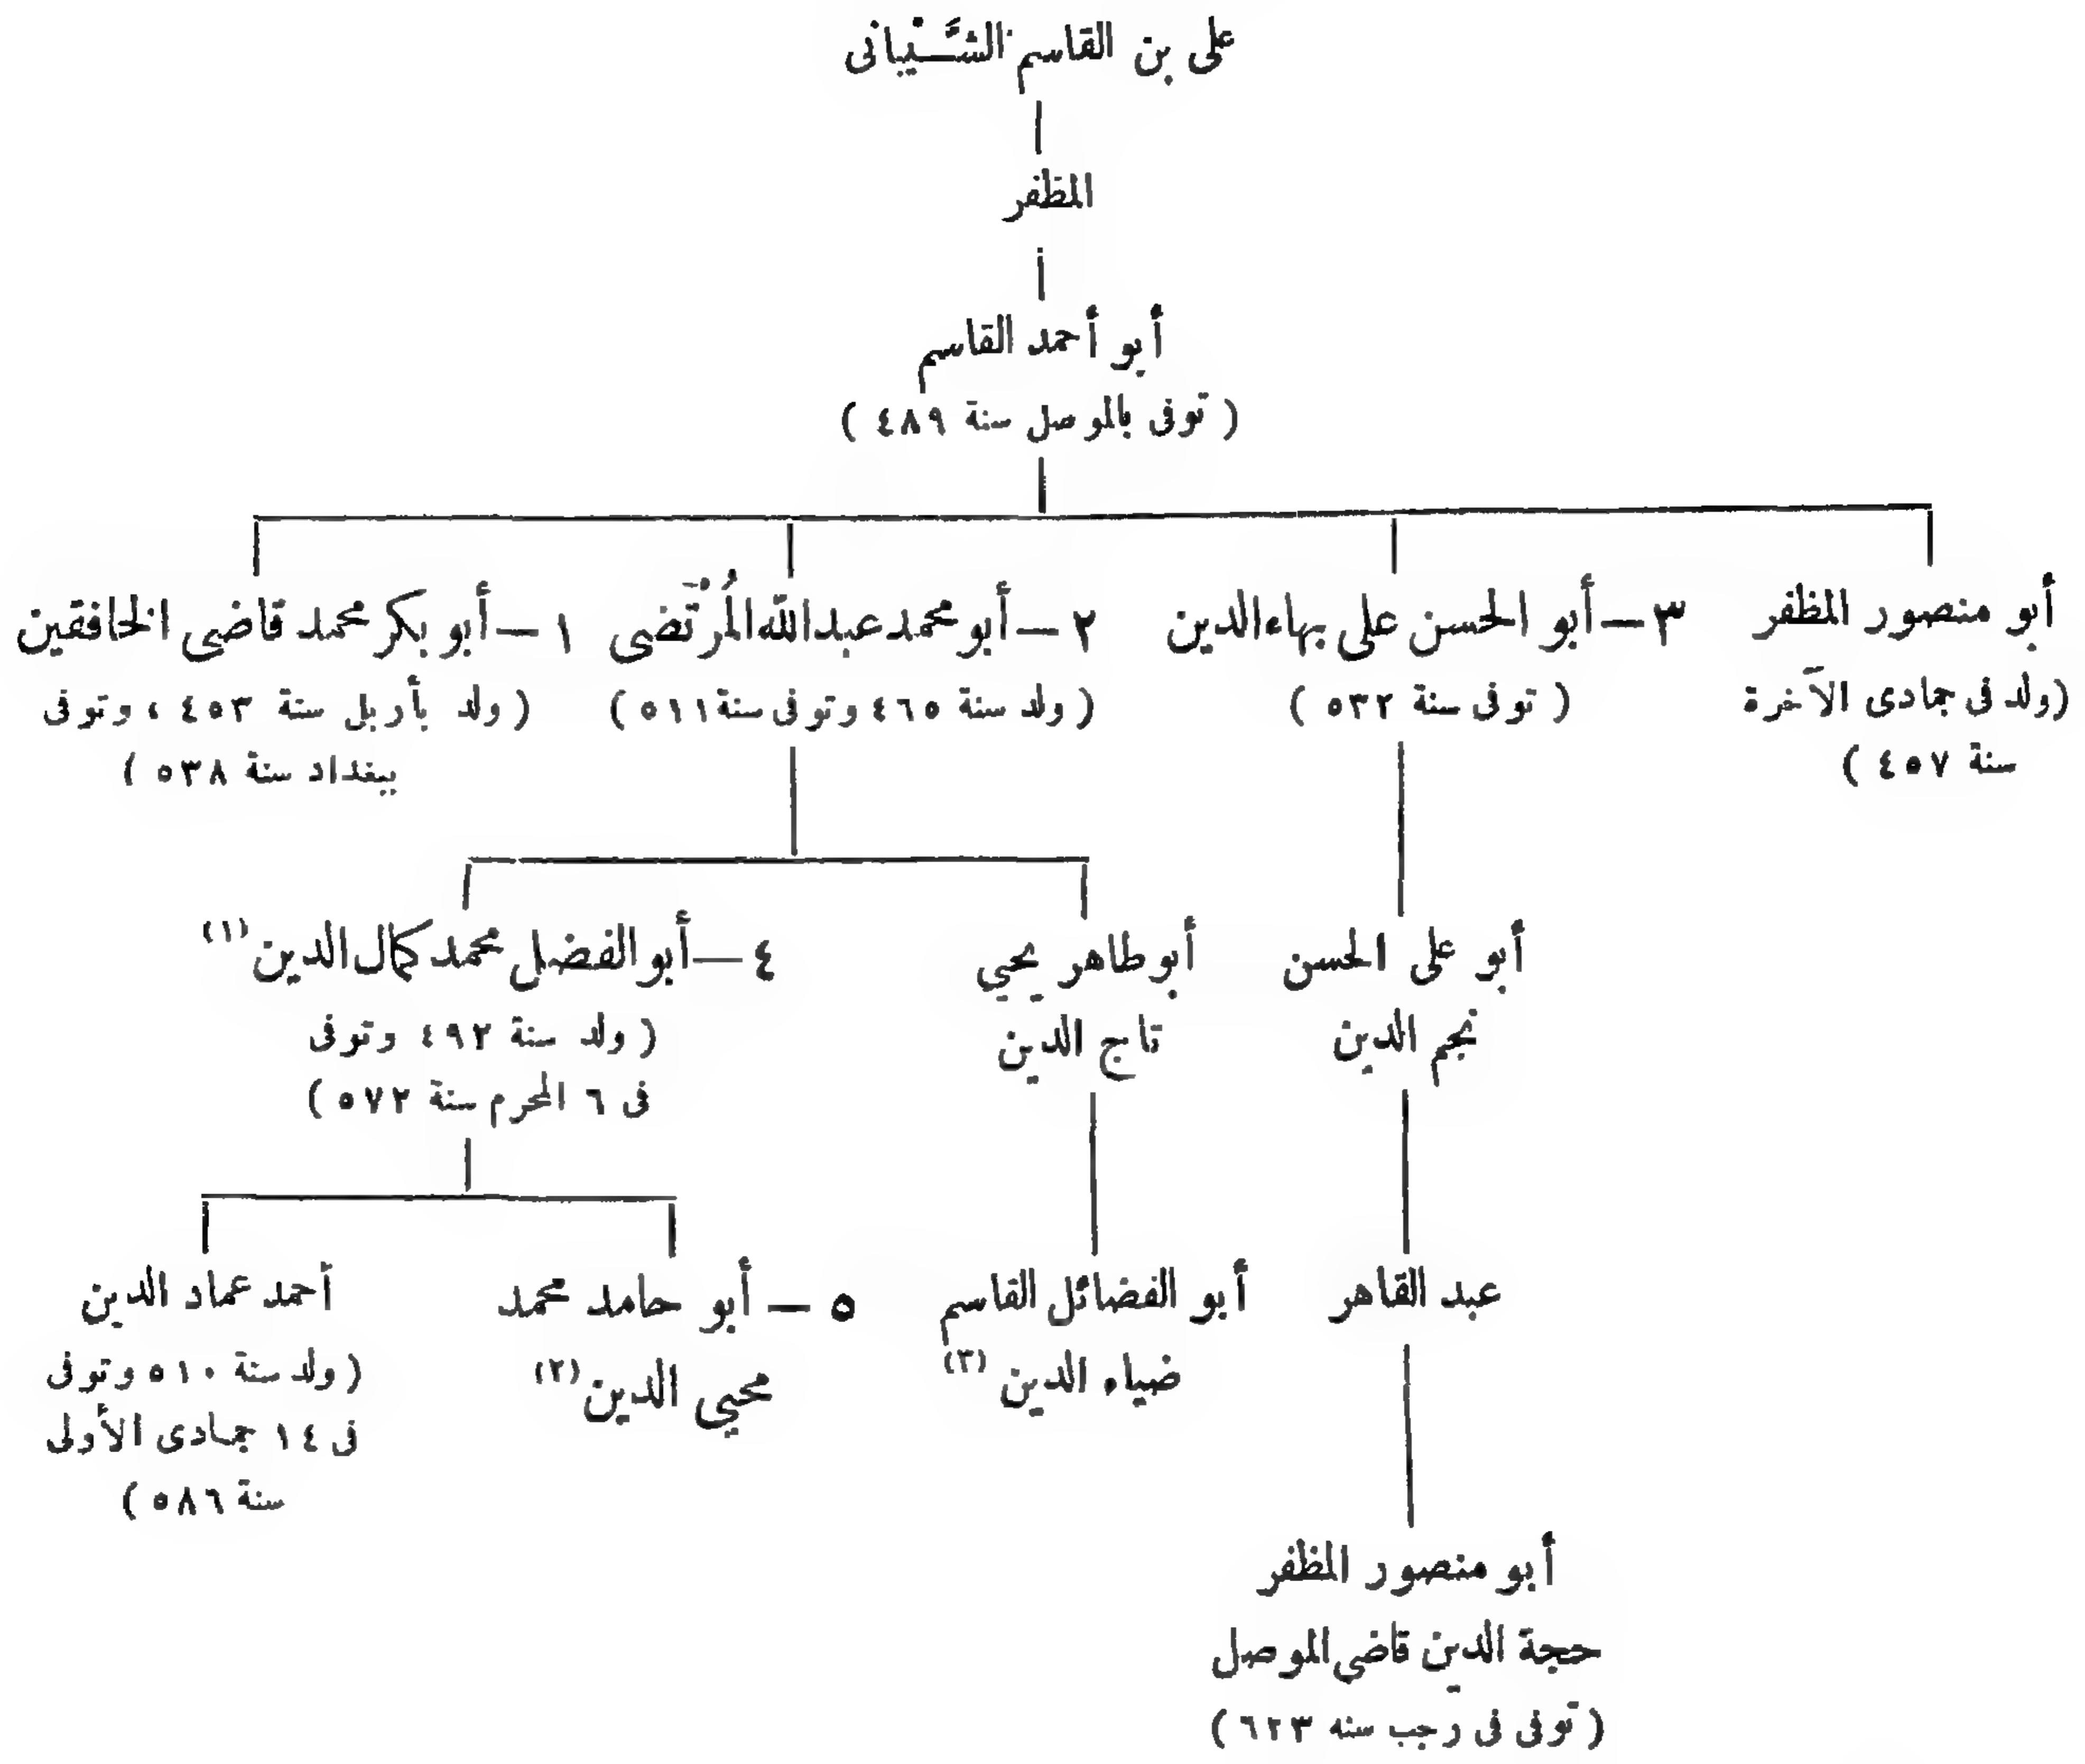 على بن القاسم الشَّيْبانى
المظفر
أبو أحمد القاسم
( توفى بالموصل سنة ٤٨٩ )
أبو منصور المظفر
(ولد فى جمادى الآخرة
سنة ٤٥٧ )
٣ — أبو الحسن على بهاء الدين
( توفى سنة ٥٣٢ )
٢ — أبو محمد عبد الله المُرْتَضى
( ولد سنة ٤٦٥ وتوفى سنة ٥١١ )
١ — أبو بكر محمد قاضى الخافقين
( ولد بأربل سنة ٤٥٣ ، وتوفى
ببغداد سنة ٥٣٨ )
أبو على الحسن
نجم الدين
أبو طاهر يحيي
تاج الدين
٤ — أبو الفضل محمد كمال الدين (١)
( ولد سنة ٤٩٢ وتوفى
فى ٦ المحرم سنة ٥٧٢ )
عبد القاهر
أبو الفضائل القاسم
ضياء الدين (٣)
٥ — أبو حامد محمد
محيي الدين (٢)
أحمد عماد الدين
(ولد سنة ٥١٠ وتوفى
فى ١٤ جمادى الأولى
سنة ٥٨٦ )
أبو منصور المظفر
حجة الدين قاضي الموصل
( توفى فى رجب سنه ٦٢٣ )